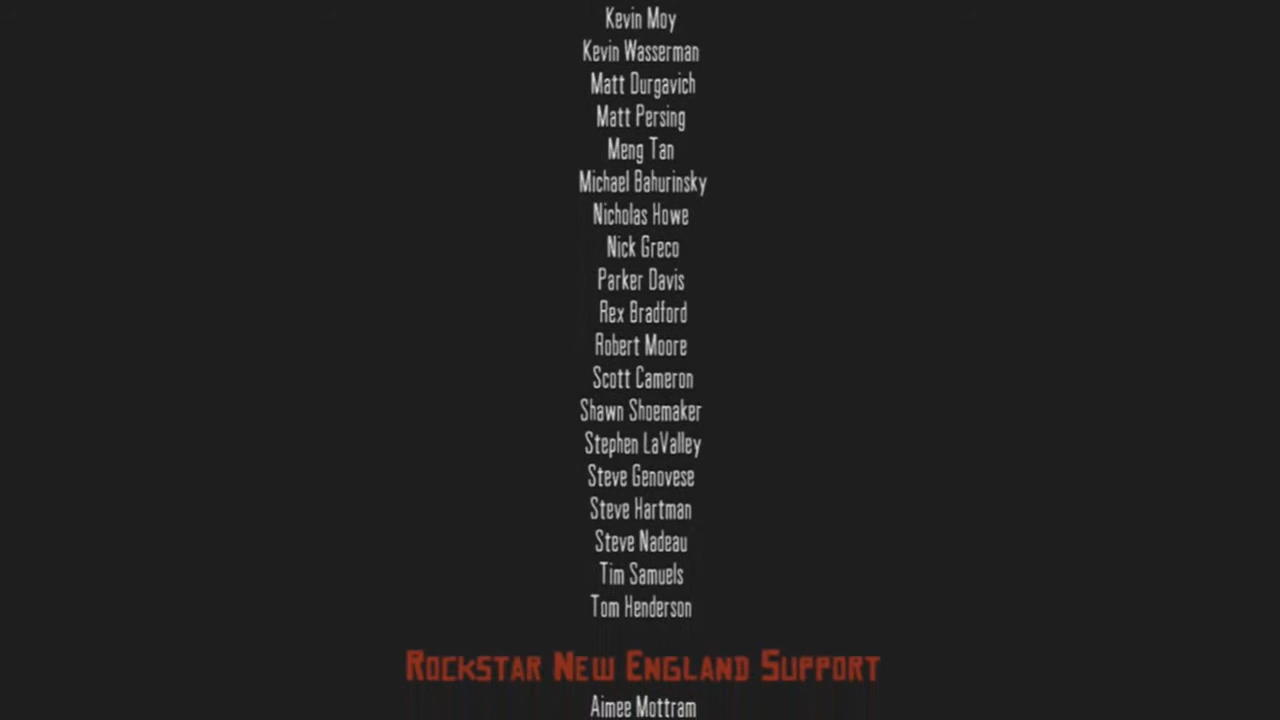 Kevin Moy
Kevin Wasserman
Matt Durgavich
Matt Persing
Meng Tan
Michael Bahurinsky
Nicholas Howe
Nick Greco
Parker Davis
Rex Bradford
Robert Moore
Scott Cameron
Shawn Shoemaker
Stephen LaValley
Steve Genovese
Steve Hartman
Steve Nadeau
Tim Samuels
Tom Henderson
Rockstar New England Support
Aimee Mottram